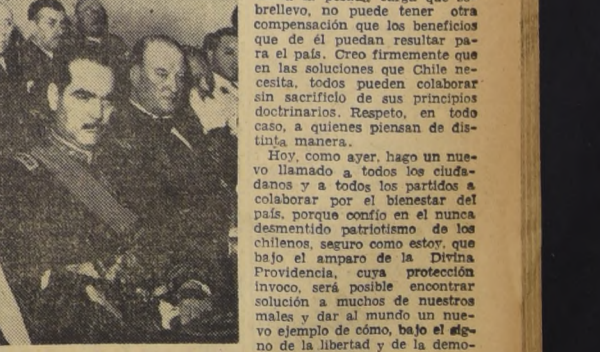 brellevo, no puede tener otra
compensación que los beneficios
que de él puedan resultar pa-
ra el país. Creo firmemente que
en las soluciones que Chile ne-
cesita, todos pueden colaborar
sin sacrificio de sus principios
doctrinarios. Respeto, en todo
caso, a quienes piensan de dis-
tinta manera.
Hoy, como ayer, hago un nue-
vo llamado a todos los ciuda-
danos y a todos los partidos a
colaborar por el bienestar del
país, porque confío en el nunca
desmentido patriotismo de los
chilenos, seguro como estoy, que
bajo el amparo de la Divina
Providencia, cuya protección
invoco, será posible encontrar
solución a muchos de nuestros
males y dar al mundo un nue-
vo ejemplo de cómo, bajo el sig-
no de la libertad y de la demo-